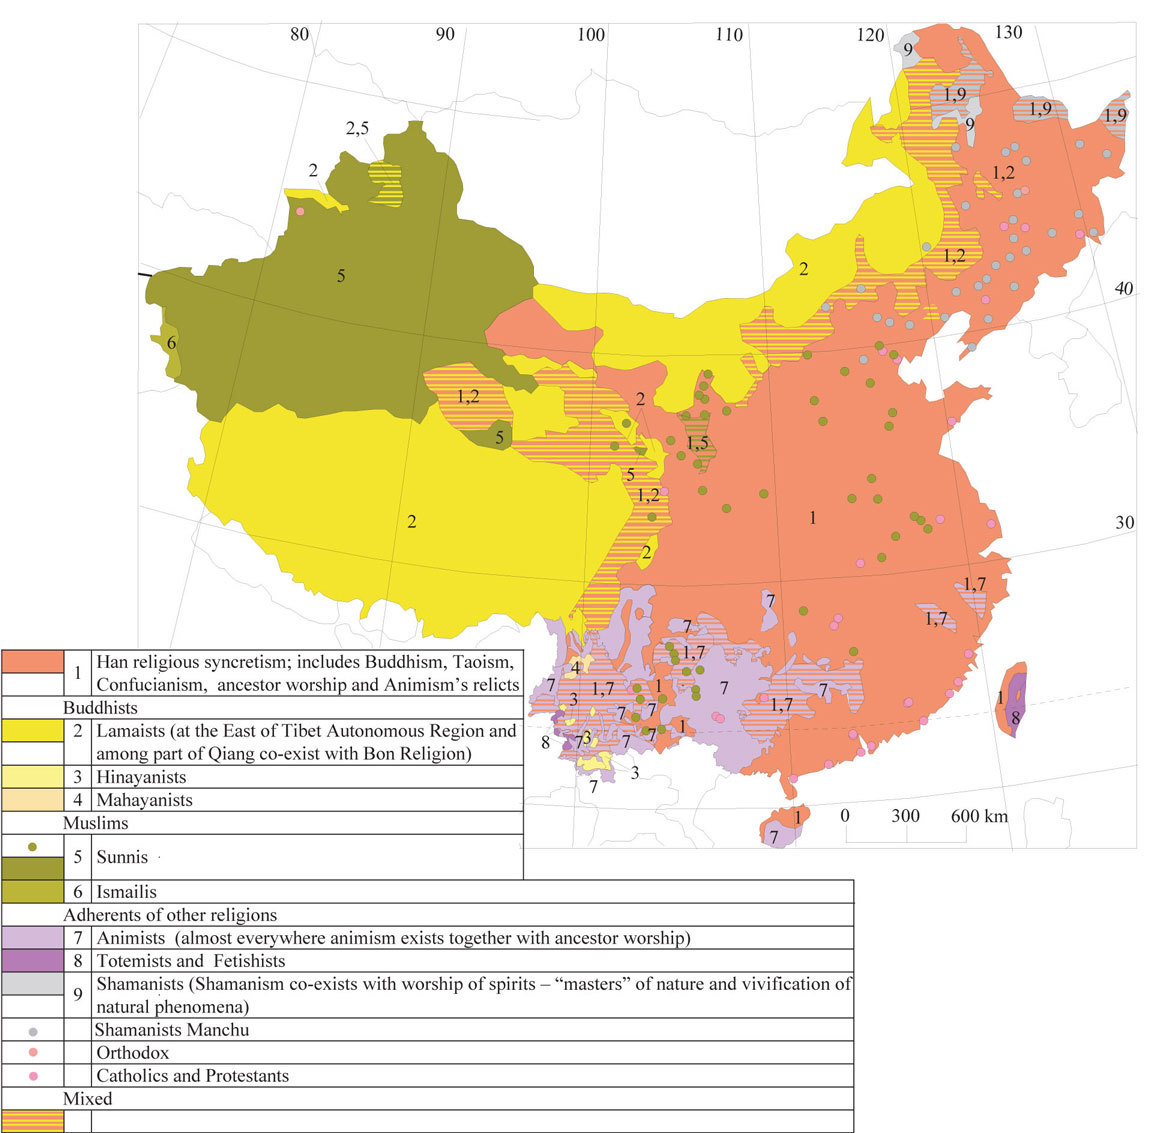 80 90 100 110 120 130
9
1,9
1,9
1,9
9
2,5
2
1,2
5
2
1,2
40
6
1,2
2
5
1,5
5
1,2
2
1
30
2
7
1,7
1,7
7
1,7
4
7
3
1,7
1
7
7
7
7
1,7
1
8
7
3
7
7
1
8
3
7
1
7
0 300 600 km
1 Han religious syncretism; includes Buddhism, Taoism,
Confucianism, ancestor worship and Animism's relicts
Buddhists
2 Lamaists (at the East of Tibet Autonomous Region and
among part of Qiang co-exist with Bon Religion)
3 Hinayanists
4 Mahayanists
Muslims
5 Sunnis
6 Ismailis
Adherents of other religions
7 Animists (almost everywhere animism exists together with ancestor worship)
8 Totemists and Fetishists
9 Shamanists (Shamanism co-exists with worship of spirits – “masters” of nature and vivification of
natural phenomena)
Shamanists Manchu
Orthodox
Catholics and Protestants
Mixed